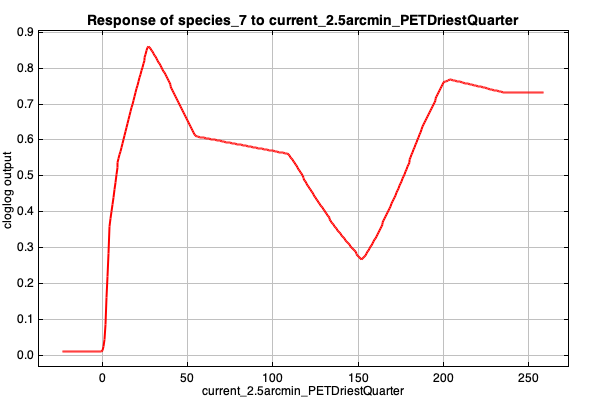 Response of species_7 to current_2.5arcmin_PETDriestQuarter
0.9
0.8
0.7
0.6
0.5
0.4
0.3
0.2
0.1
0.0
cloglog output
0 50 100 150 200 250
current_2.5arcmin_PETDriestQuarter